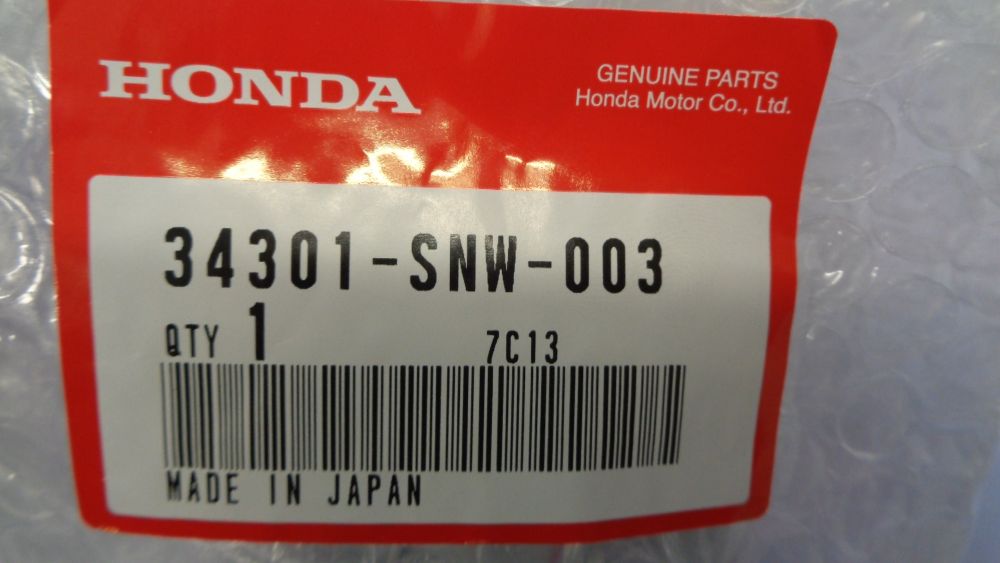 HONDA
GENUINE PARTS
Honda Motor Co., Ltd.
34301-SNW-003
QTY 1 7C13
MADE IN JAPAN